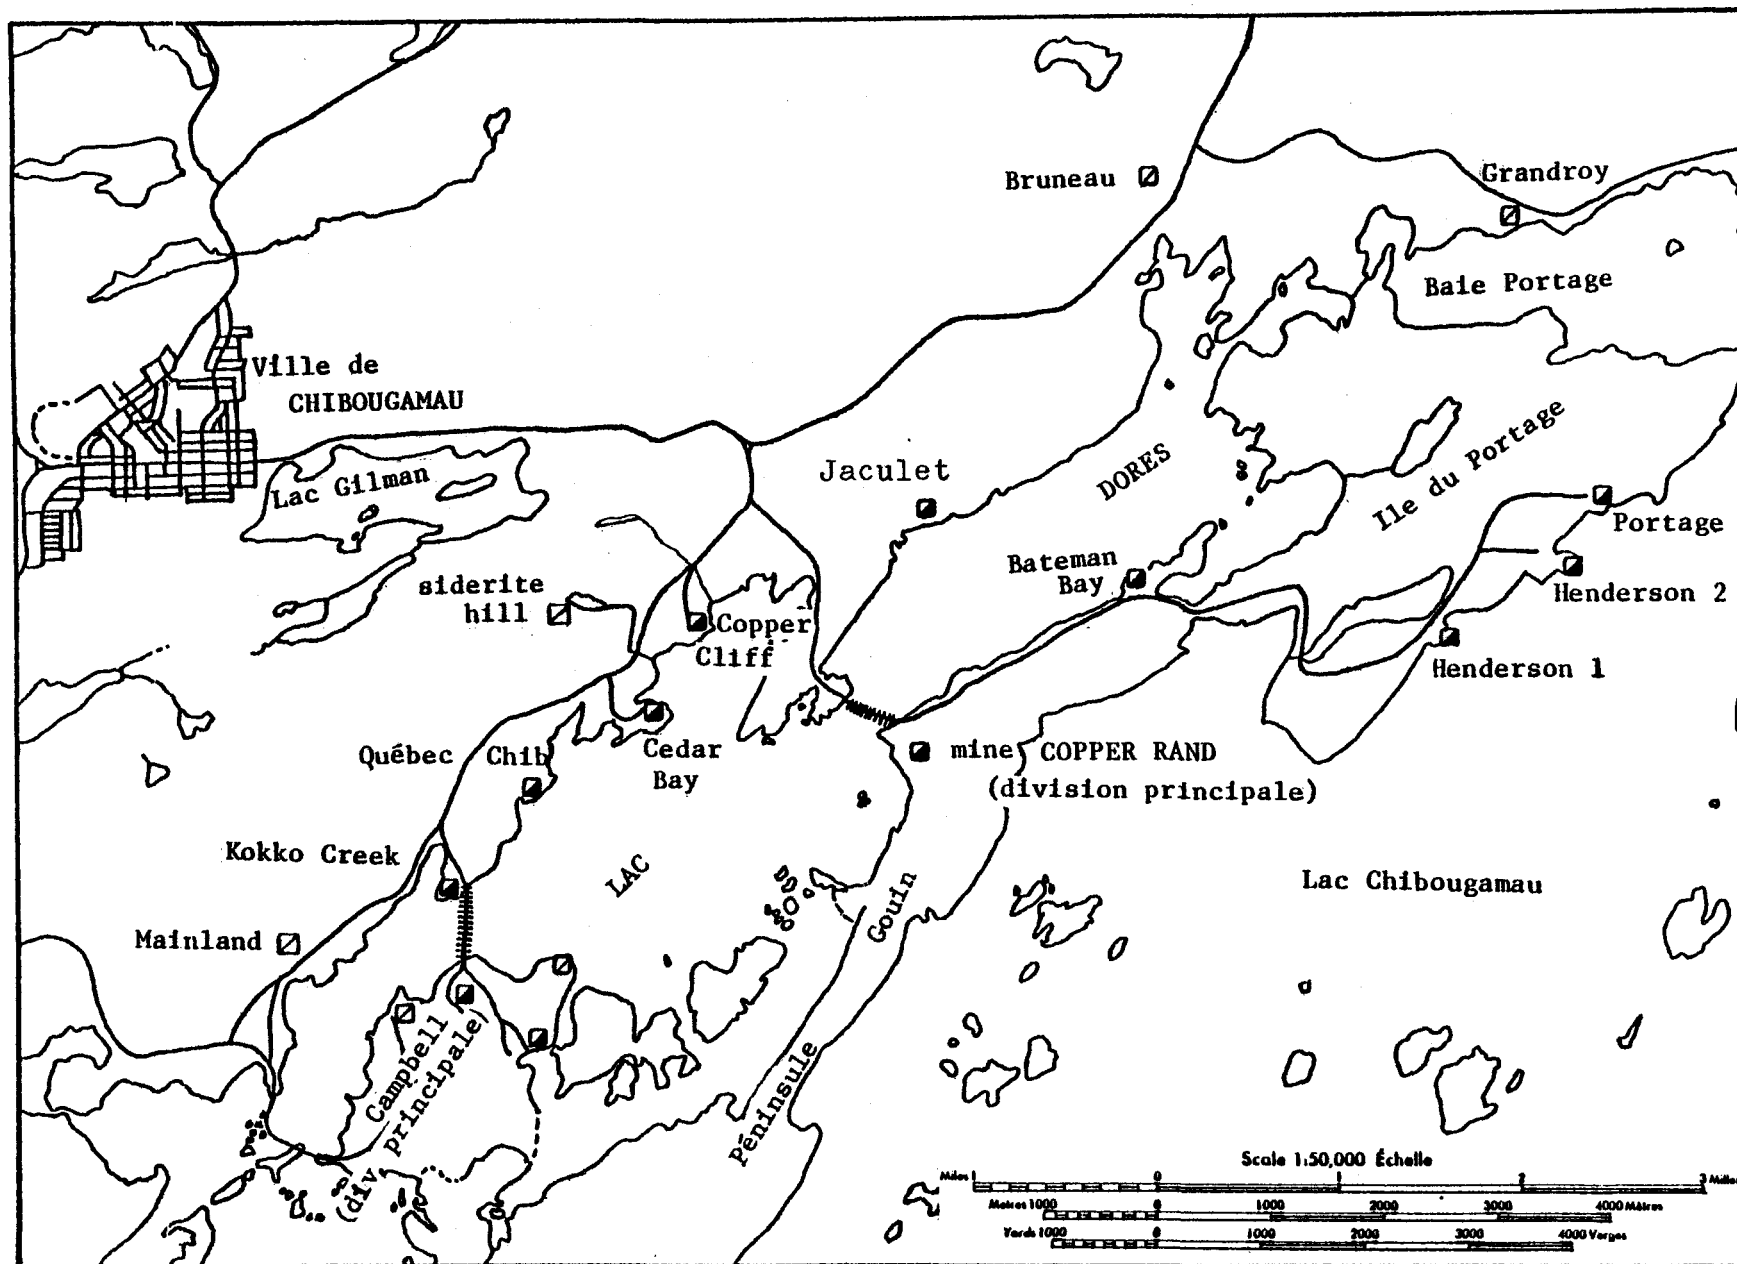 Bruneau
Grandroy
Baie Portage
Ville de
CHIBOUGAMAU
Lac Gilman
Jaculet
DORES
Ile du Portage
Portage
siderite
hill
Copper
Cliff
Bateman
Bay
Henderson 2
Henderson 1
Québec Chib
Cedar
Bay
mine COPPER RAND
(division principale)
Kokko Creek
LAC
Gouin
Lac Chibougamau
Mainland
Campbell
(div. principale)
Péninsule
Scale 1:50,000 Échelle
Miles 1 0 1 2 3 Milles
Metres 1000 0 1000 2000 3000 4000 Mètres
Yards 1000 0 1000 2000 3000 4000 Verges